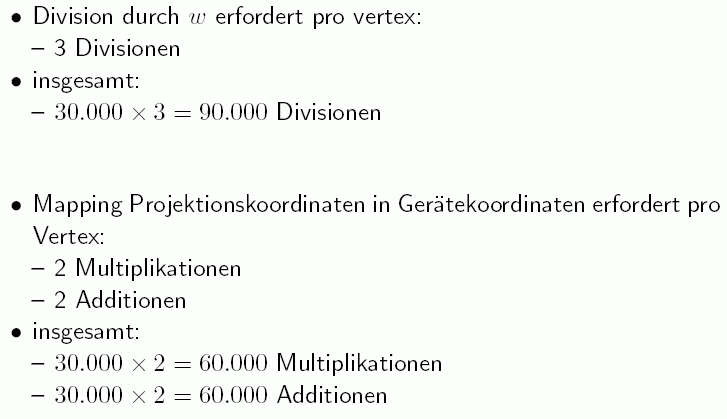 • Division durch w erfordert pro vertex:
– 3 Divisionen
• insgesamt:
– 30.000 × 3 = 90.000 Divisionen
• Mapping Projektionskoordinaten in Gerätekoordinaten erfordert pro
Vertex:
– 2 Multiplikationen
– 2 Additionen
• insgesamt:
– 30.000 × 2 = 60.000 Multiplikationen
– 30.000 × 2 = 60.000 Additionen